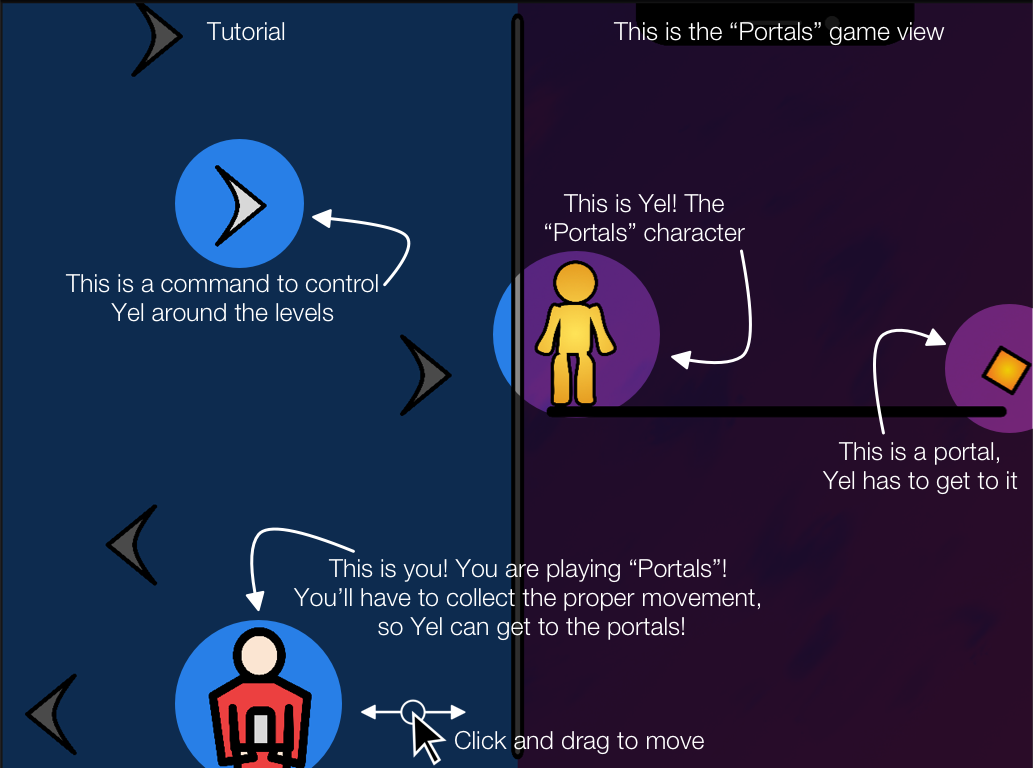 Tutorial
This is the “Portals” game view
This is Yel! The
“Portals” character
This is a command to control
Yel around the levels
This is a portal,
Yel has to get to it
This is you! You are playing “Portals”!
You’ll have to collect the proper movement,
so Yel can get to the portals!
Click and drag to move